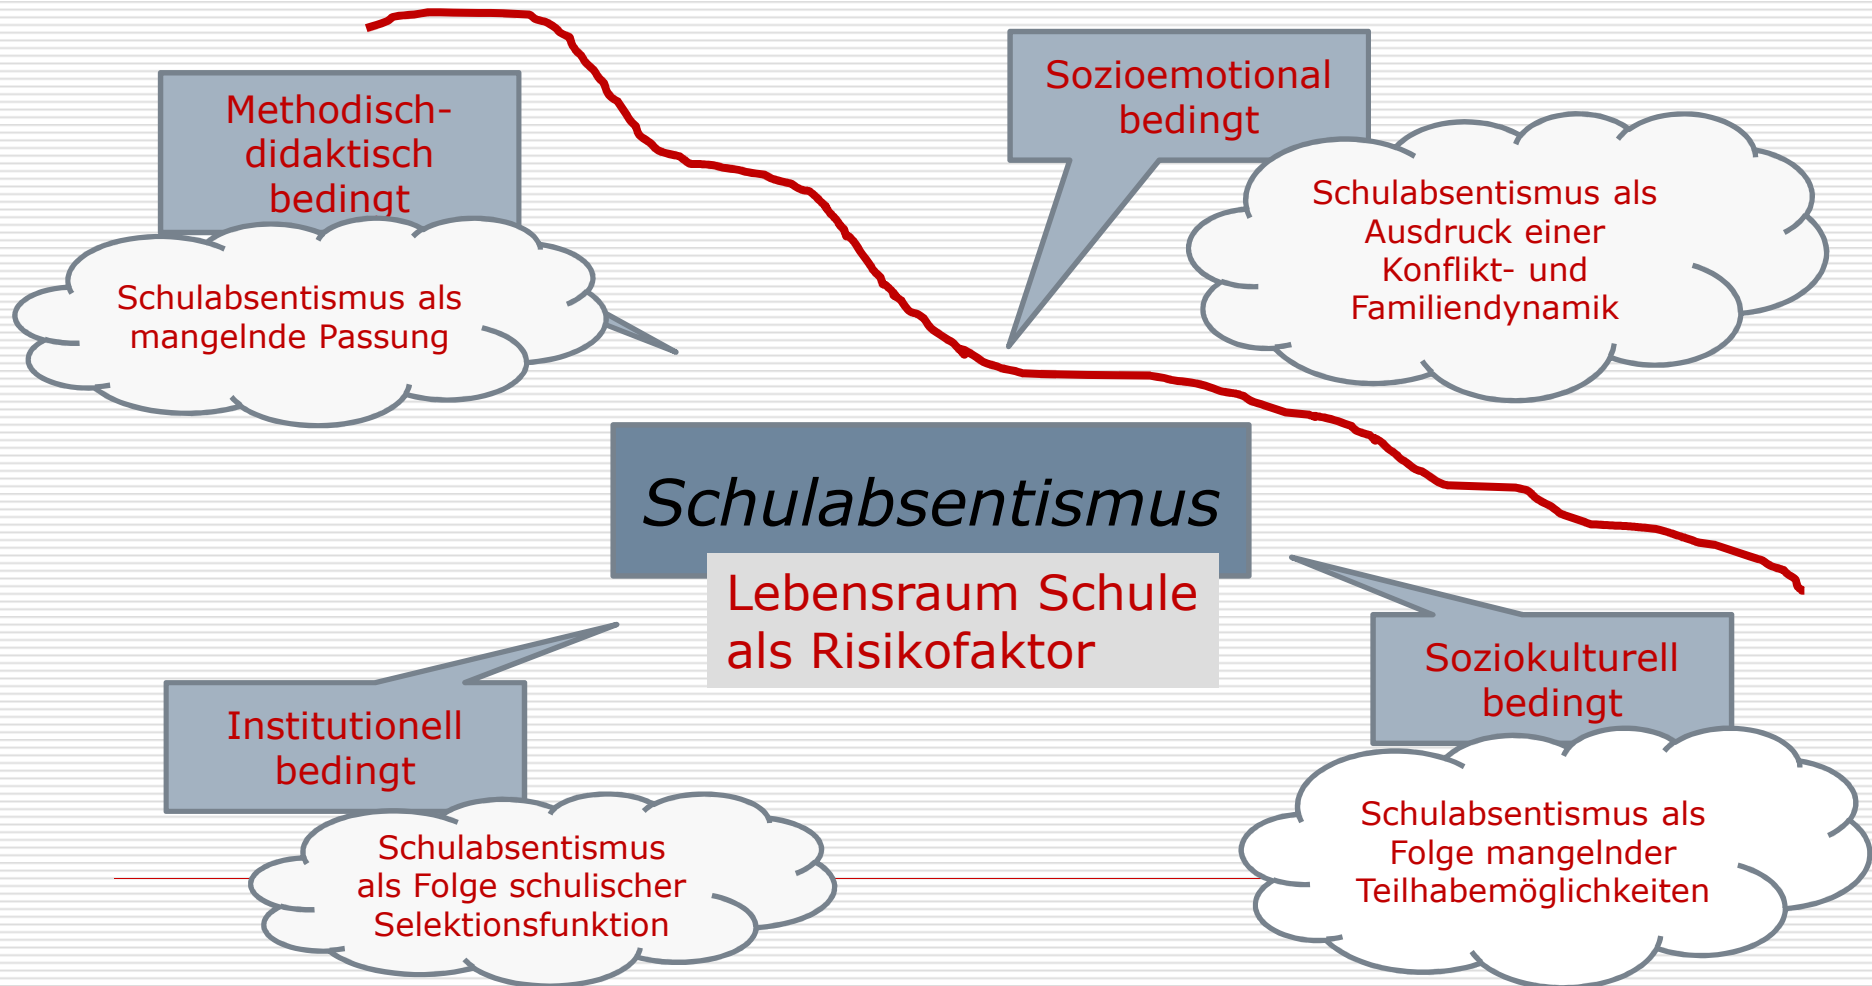 Methodisch-
didaktisch
bedingt
Schulabsentismus als
mangelnde Passung
Sozioemotional
bedingt
Schulabsentismus als
Ausdruck einer
Konflikt- und
Familiendynamik
Schulabsentismus
Lebensraum Schule
als Risikofaktor
Institutionell
bedingt
Schulabsentismus
als Folge schulischer
Selektionsfunktion
Soziokulturell
bedingt
Schulabsentismus als
Folge mangelnder
Teilhabemöglichkeiten